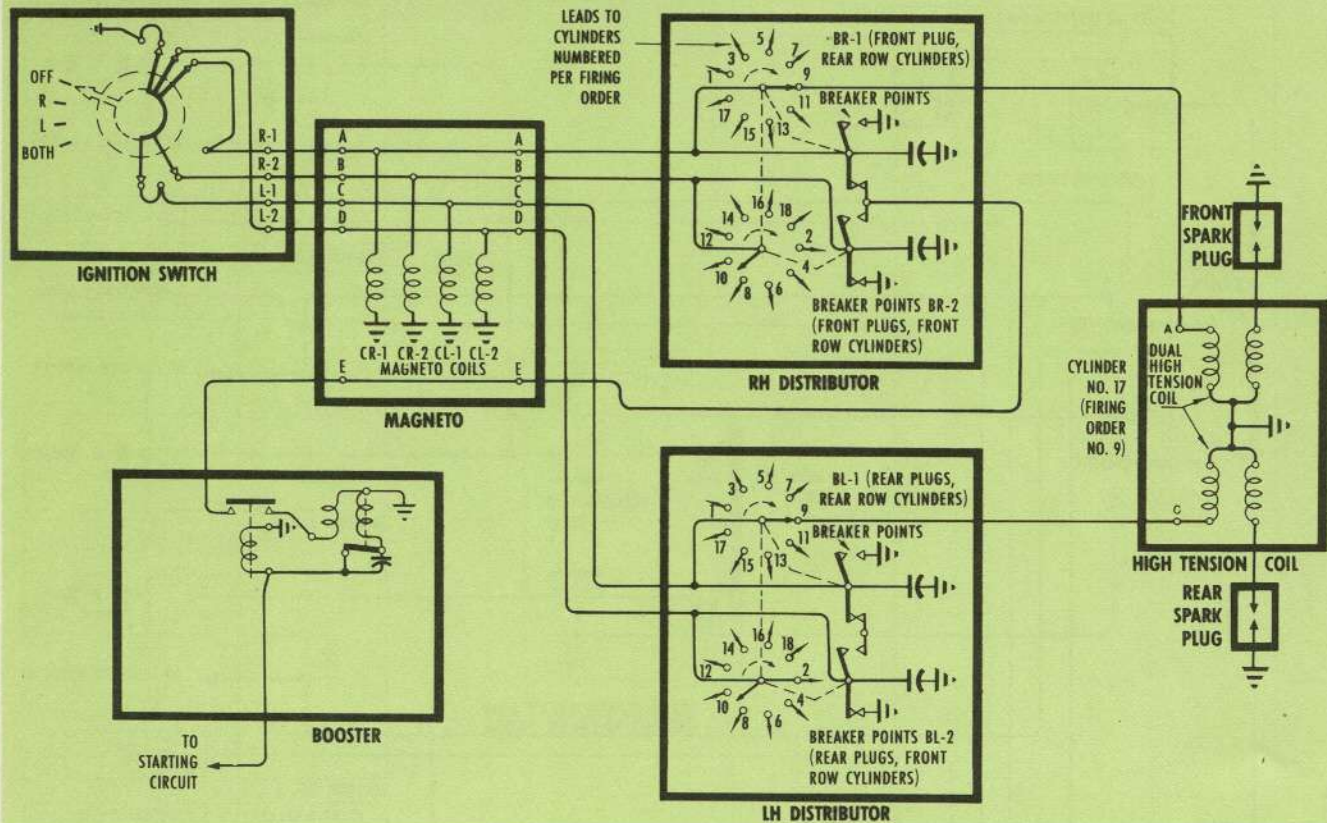 OFF
R
L
BOTH
R-1
R-2
L-1
L-2
IGNITION SWITCH
A
B
C
D
A
B
C
D
CR-1 CR-2 CL-1 CL-2
MAGNETO COILS
E
E
MAGNETO
BOOSTER
TO
STARTING
CIRCUIT
LEADS TO
CYLINDERS
NUMBERED
PER FIRING
ORDER
1
3
5
7
9
11
13
15
17
BR-1 (FRONT PLUG,
REAR ROW CYLINDERS)
BREAKER POINTS
12
14
16
18
2
4
6
8
10
BREAKER POINTS BR-2
(FRONT PLUGS, FRONT
ROW CYLINDERS)
RH DISTRIBUTOR
1
3
5
7
9
11
13
15
17
BL-1 (REAR PLUGS,
REAR ROW CYLINDERS)
BREAKER POINTS
12
14
16
18
2
4
6
8
10
BREAKER POINTS BL-2
(REAR PLUGS, FRONT
ROW CYLINDERS)
LH DISTRIBUTOR
FRONT
SPARK
PLUG
A
DUAL
HIGH
TENSION
COIL
CYLINDER
NO. 17
(FIRING
ORDER
NO. 9)
C
HIGH TENSION COIL
REAR
SPARK
PLUG